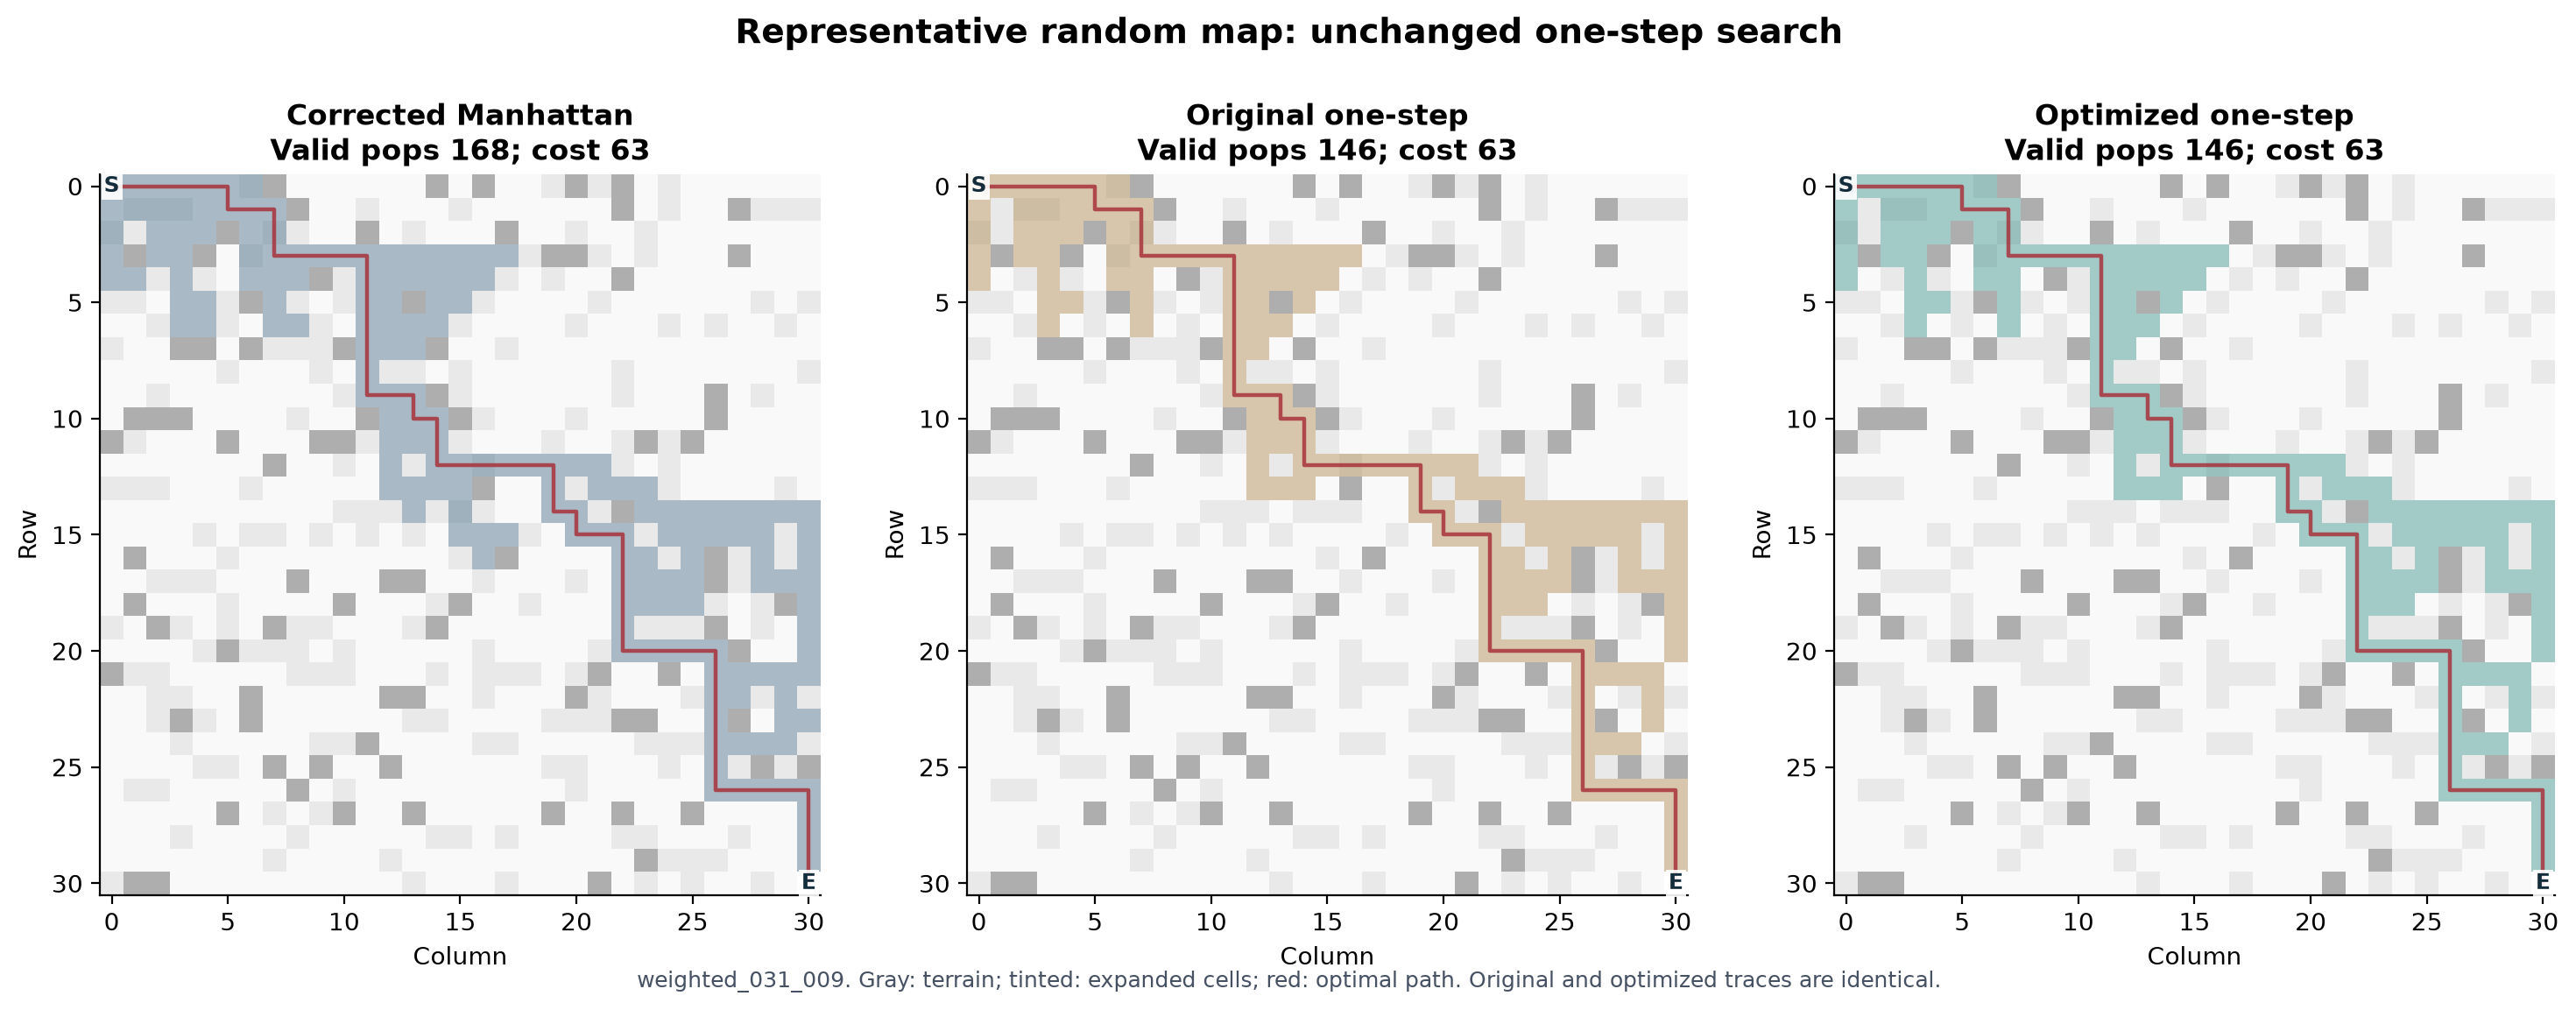 Representative random map: unchanged one-step search
Corrected Manhattan
Valid pops 168; cost 63
S
0
5
10
15
20
25
30
Row
E
0 5 10 15 20 25 30
Column
Original one-step
Valid pops 146; cost 63
S
0
5
10
15
20
25
30
Row
E
0 5 10 15 20 25 30
Column
Optimized one-step
Valid pops 146; cost 63
S
0
5
10
15
20
25
30
Row
E
0 5 10 15 20 25 30
Column
weighted_031_009. Gray: terrain; tinted: expanded cells; red: optimal path. Original and optimized traces are identical.